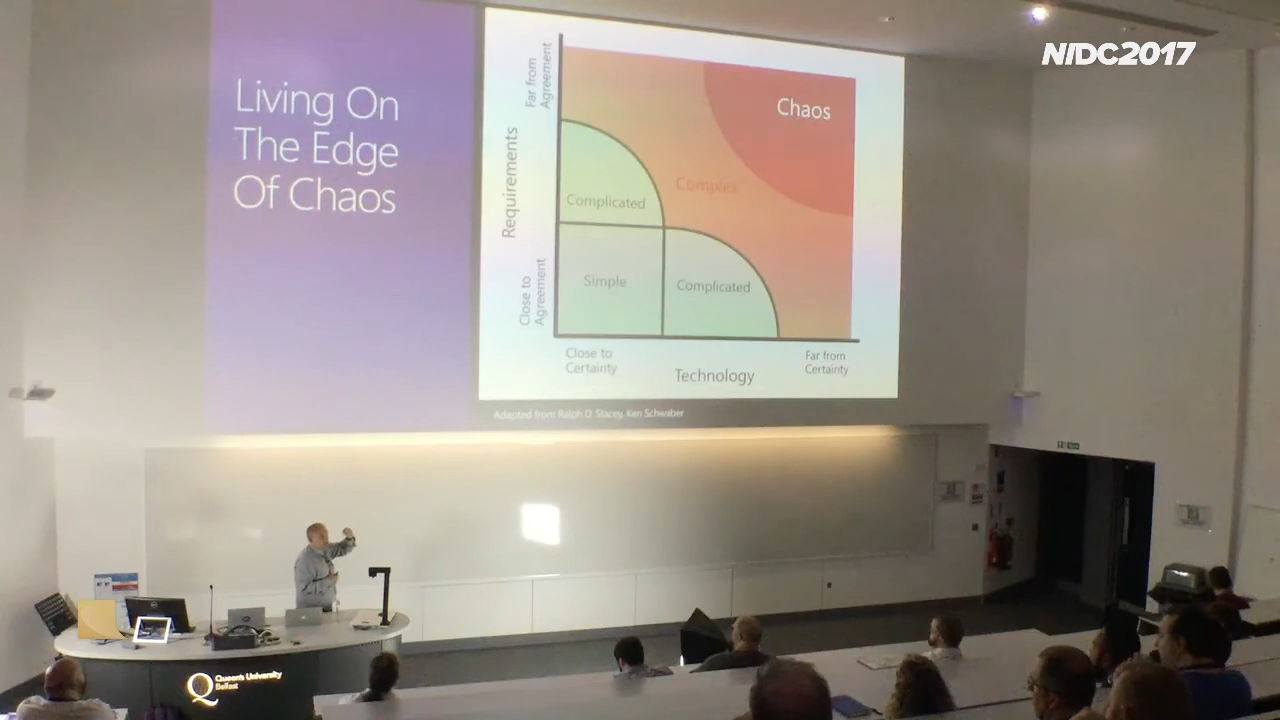 NIDC2017
Living On
The Edge
Of Chaos
Far from
Agreement
Requirements
Close to
Agreement
Chaos
Complex
Complicated
Simple
Complicated
Close to
Certainty
Technology
Far from
Certainty
Adapted from Ralph D. Stacey, Ken Schwaber
Queen's University
Belfast